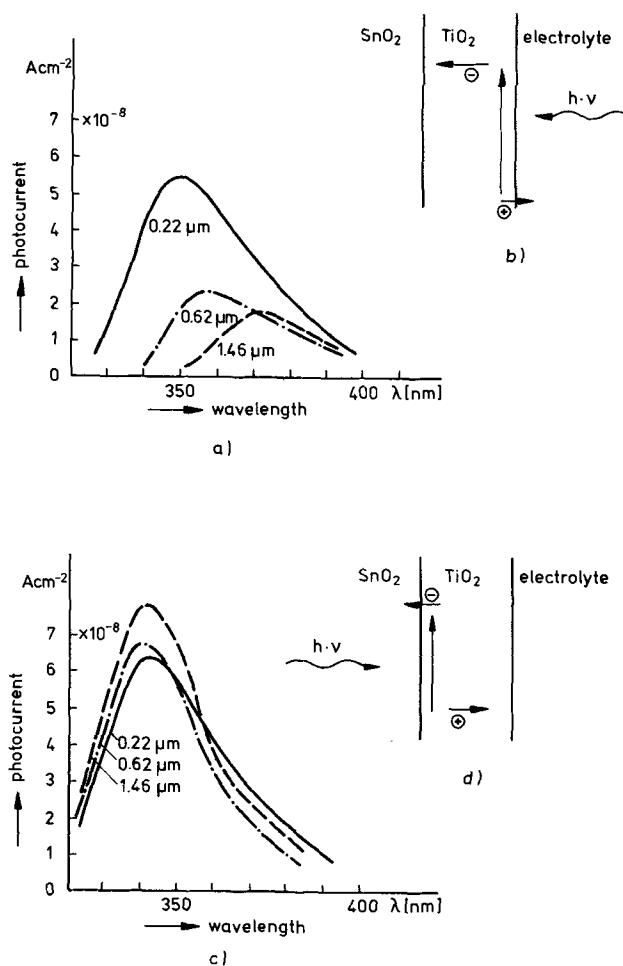 SnO₂ TiO₂ electrolyte
⊖
h·ν
⊕
b)
Acm⁻²
×10⁻⁸
7
6
5
4
3
2
1
0
photocurrent
0.22 µm
0.62 µm
1.46 µm
350 400 λ[nm]
wavelength
a)
SnO₂ TiO₂ electrolyte
⊖
h·ν
⊕
d)
Acm⁻²
×10⁻⁸
7
6
5
4
3
2
1
0
photocurrent
0.22 µm
0.62 µm
1.46 µm
350 400 λ[nm]
wavelength
c)